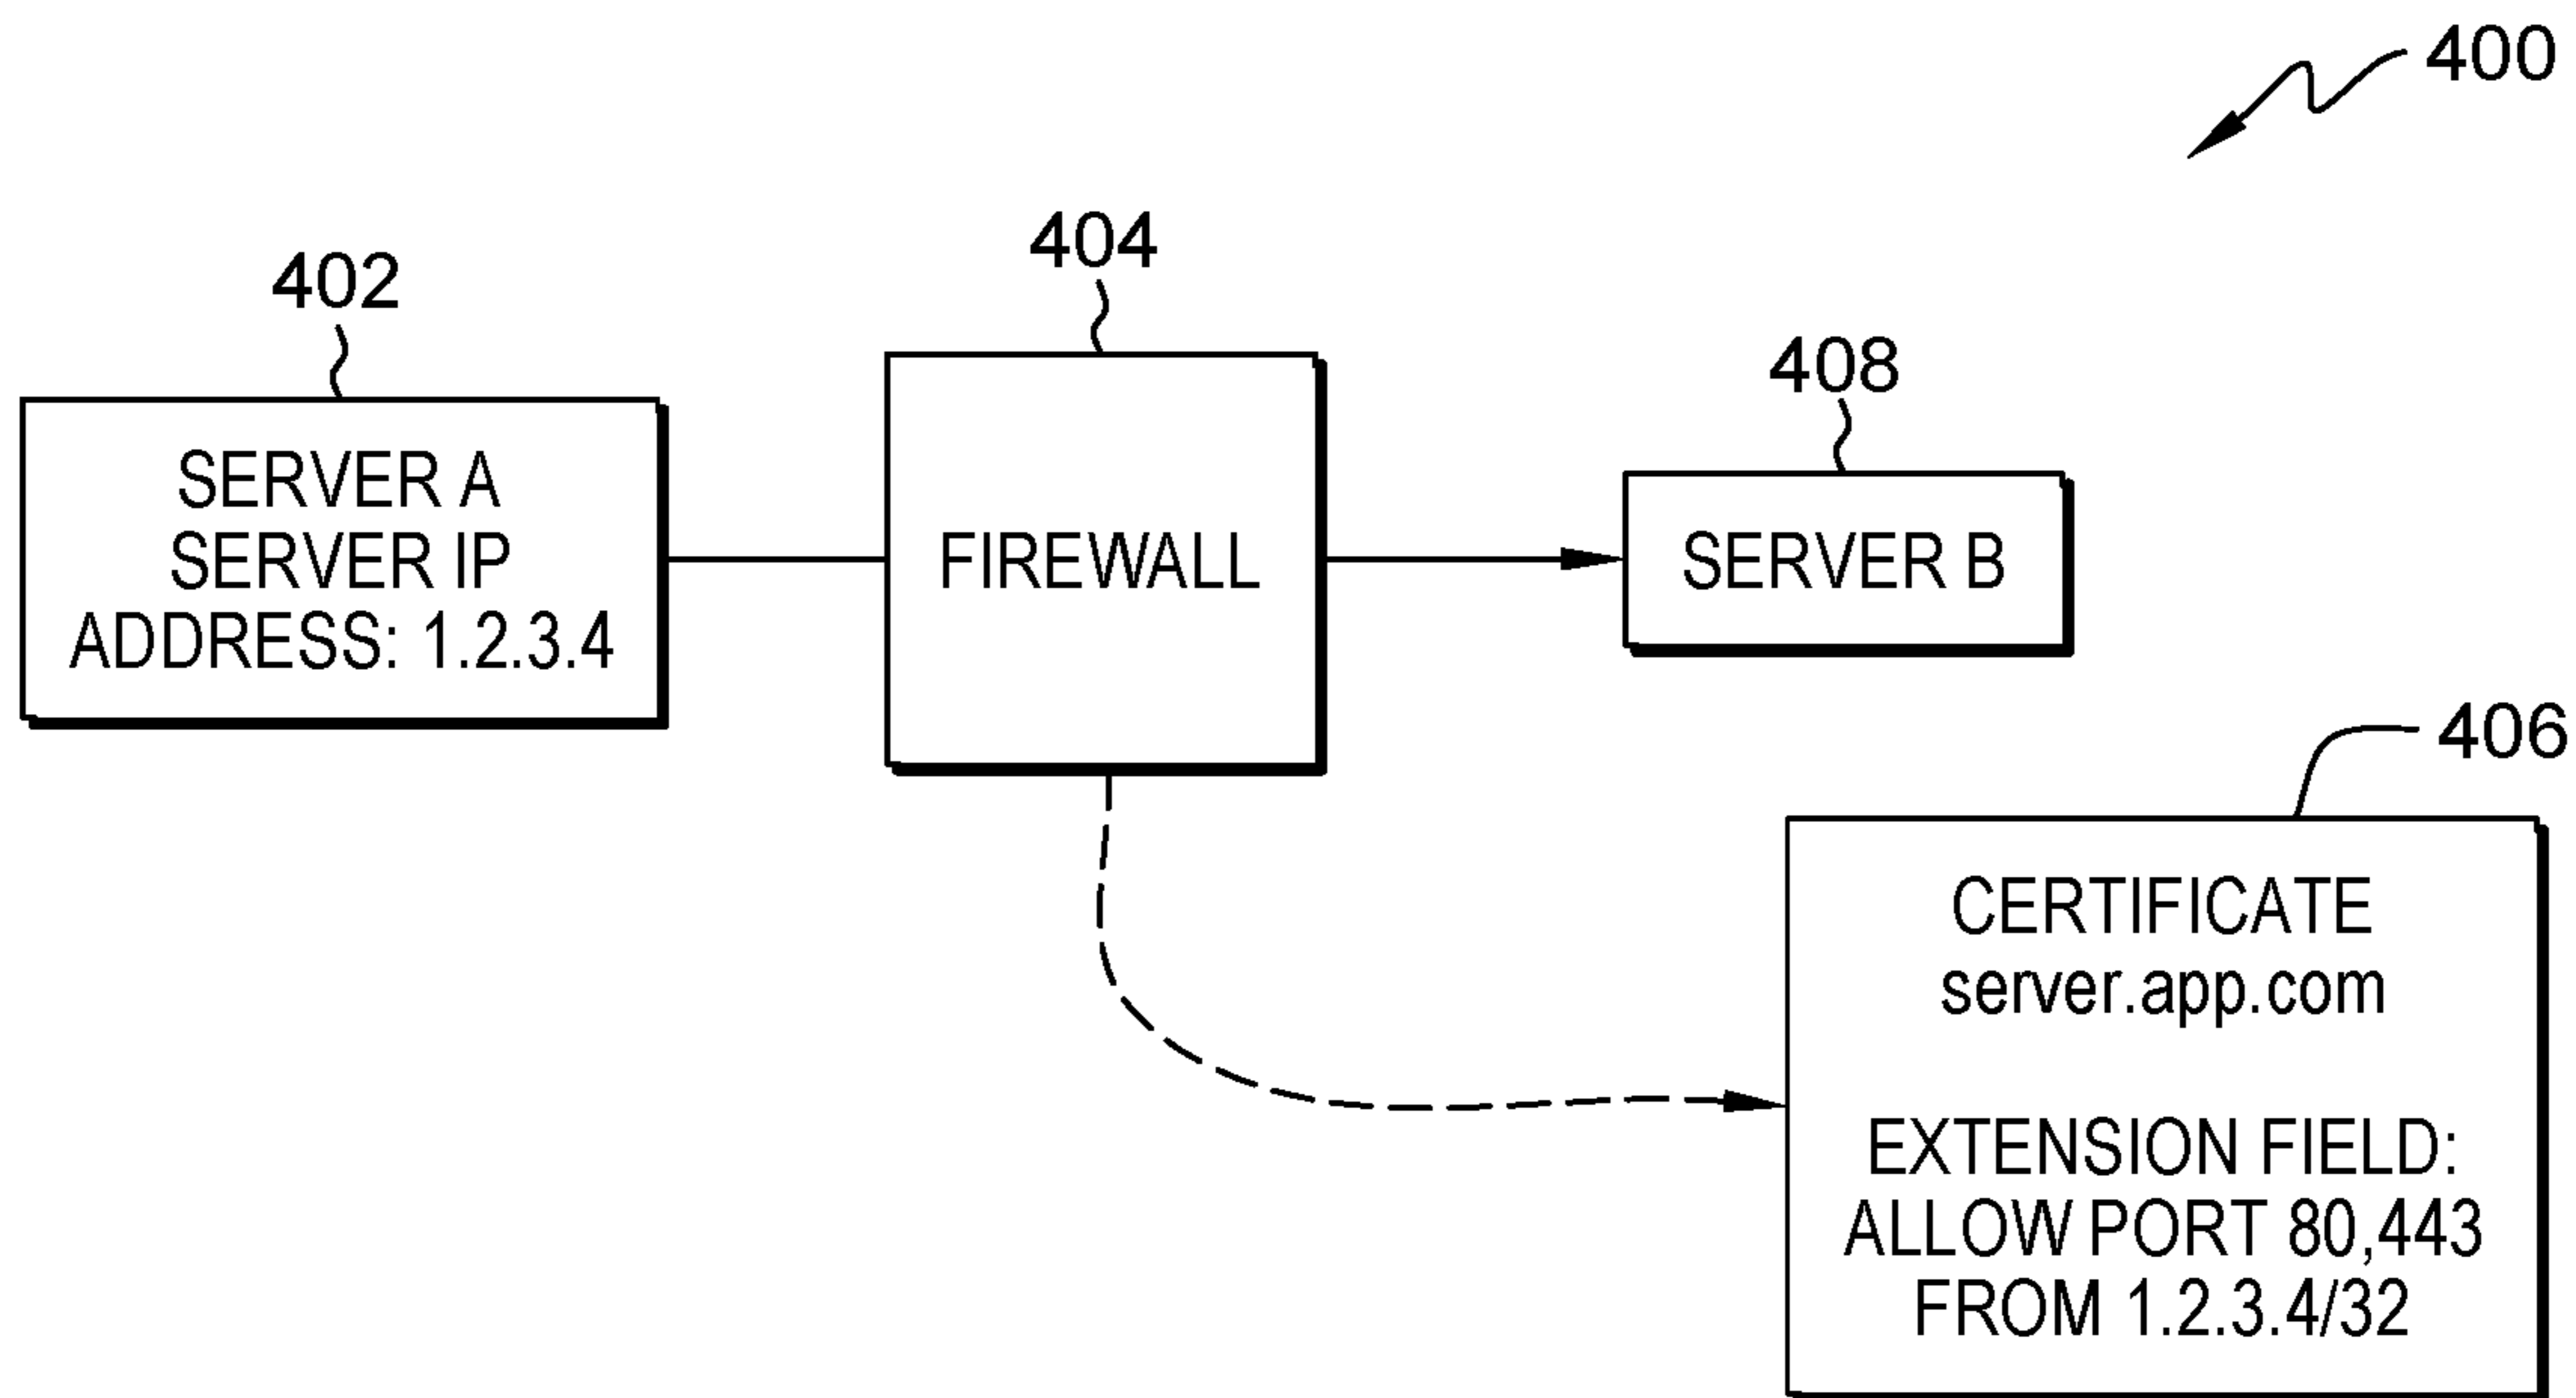 400
402
404
408
SERVER A
SERVER IP
ADDRESS: 1.2.3.4
FIREWALL
SERVER B
406
CERTIFICATE
server.app.com
EXTENSION FIELD:
ALLOW PORT 80,443
FROM 1.2.3.4/32